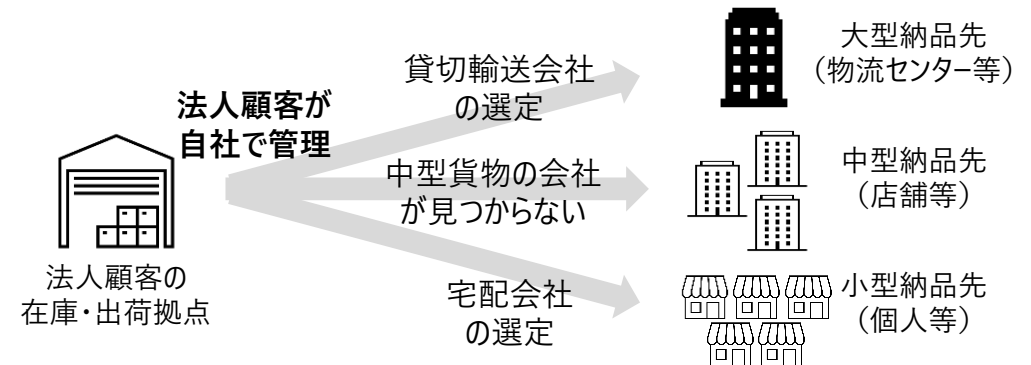 法人顧客が
自社で管理
法人顧客の
在庫・出荷拠点
貸切輸送会社
の選定
中型貨物の会社
が見つからない
宅配会社
の選定
大型納品先
（物流センター等）
中型納品先
（店舗等）
小型納品先
（個人等）